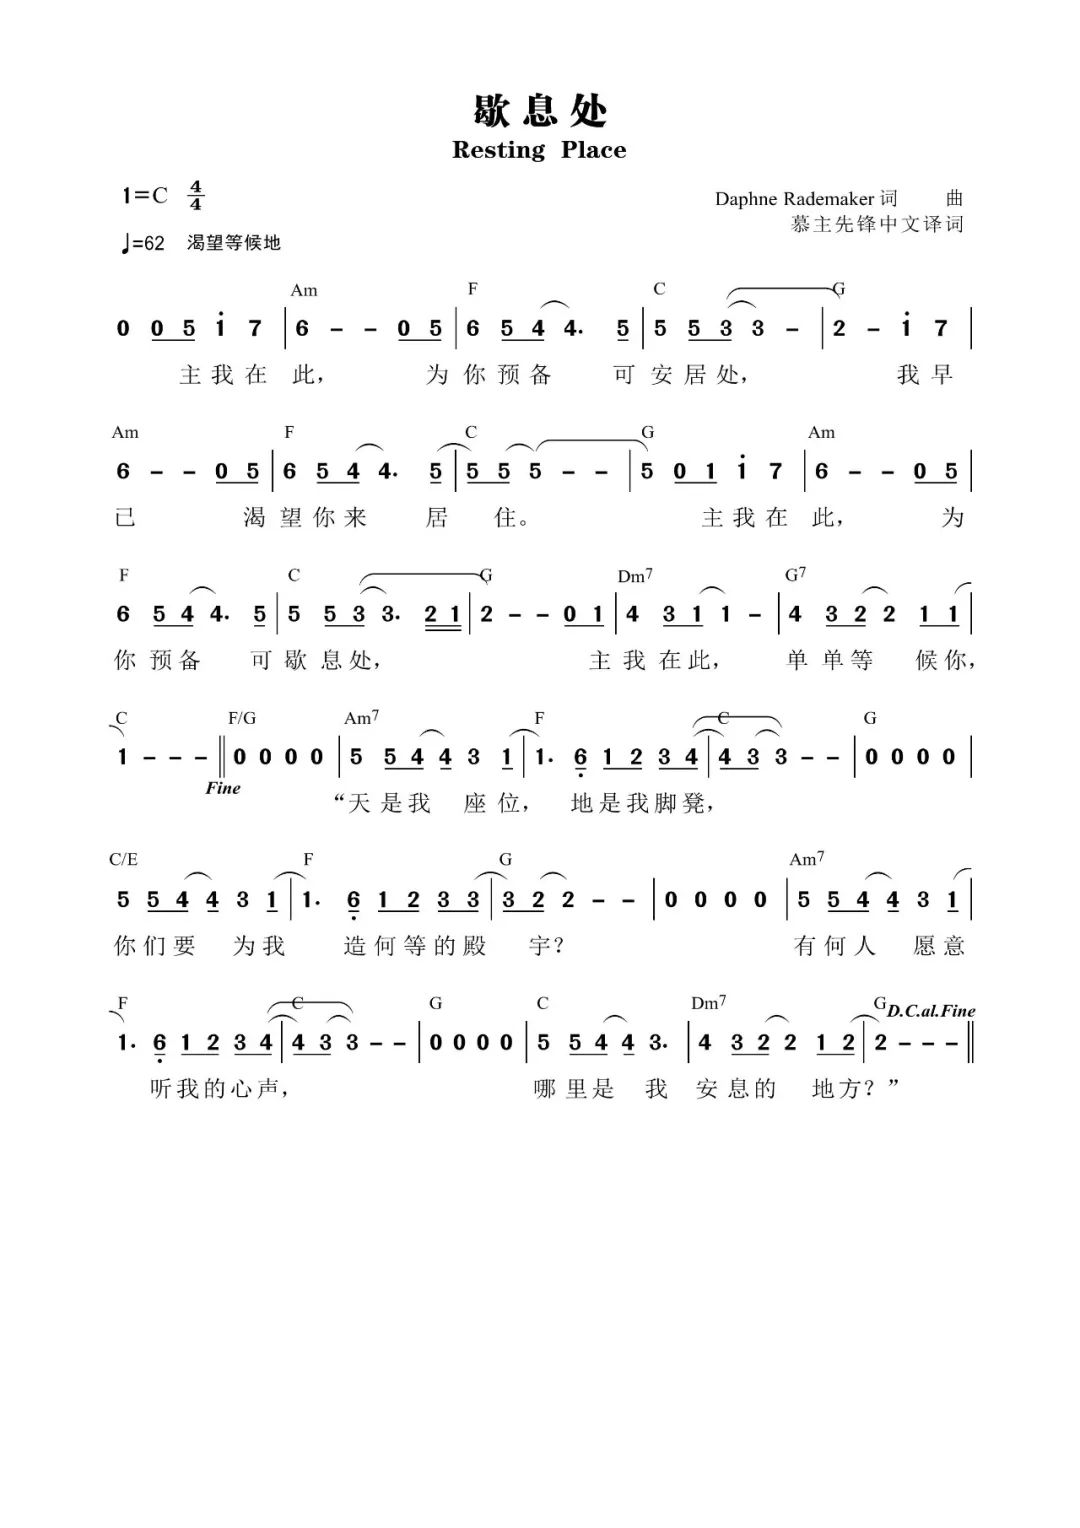 歇息处
Resting Place
1=C 4/4 Daphne Rademaker 词 曲
♩=62 渴望等候地 慕主先锋中文译词
Am F C G
0 0 5 1̇ 7 | 6 - - 0 5 | 6 5 4 4. 5 | 5 5 3 3 - | 2 - 1̇ 7 |
主我在此, 为你预备 可安居处, 我早
Am F C G Am
6 - - 0 5 | 6 5 4 4. 5 | 5 5 5 - - | 5 0 1 1̇ 7 | 6 - - 0 5 |
已 渴望你来 居 住。 主我在此, 为
F C G Dm7 G7
6 5 4 4. 5 | 5 5 3 3. 2 1 | 2 - - 0 1 | 4 3 1 1 - | 4 3 2 2 1 1 |
你预备 可歇息处, 主我在此, 单单等 候你,
C F/G Am7 F C G
1 - - - || 0 0 0 0 | 5 5 4 4 3 1 | 1. 6̣ 1 2 3 4 | 4 3 3 - - | 0 0 0 0 |
Fine
“天是我 座位, 地是我脚凳,
C/E F G Am7
5 5 4 4 3 1 | 1. 6̣ 1 2 3 3 | 3 2 2 - - | 0 0 0 0 | 5 5 4 4 3 1 |
你们要 为我 造何等的殿 宇? 有何人 愿意
F C G C Dm7 G D.C.al.Fine
1. 6̣ 1 2 3 4 | 4 3 3 - - | 0 0 0 0 | 5 5 4 4 3. | 4 3 2 2 1 2 | 2 - - - ||
听我的心声, 哪里是 我 安息的 地方?”